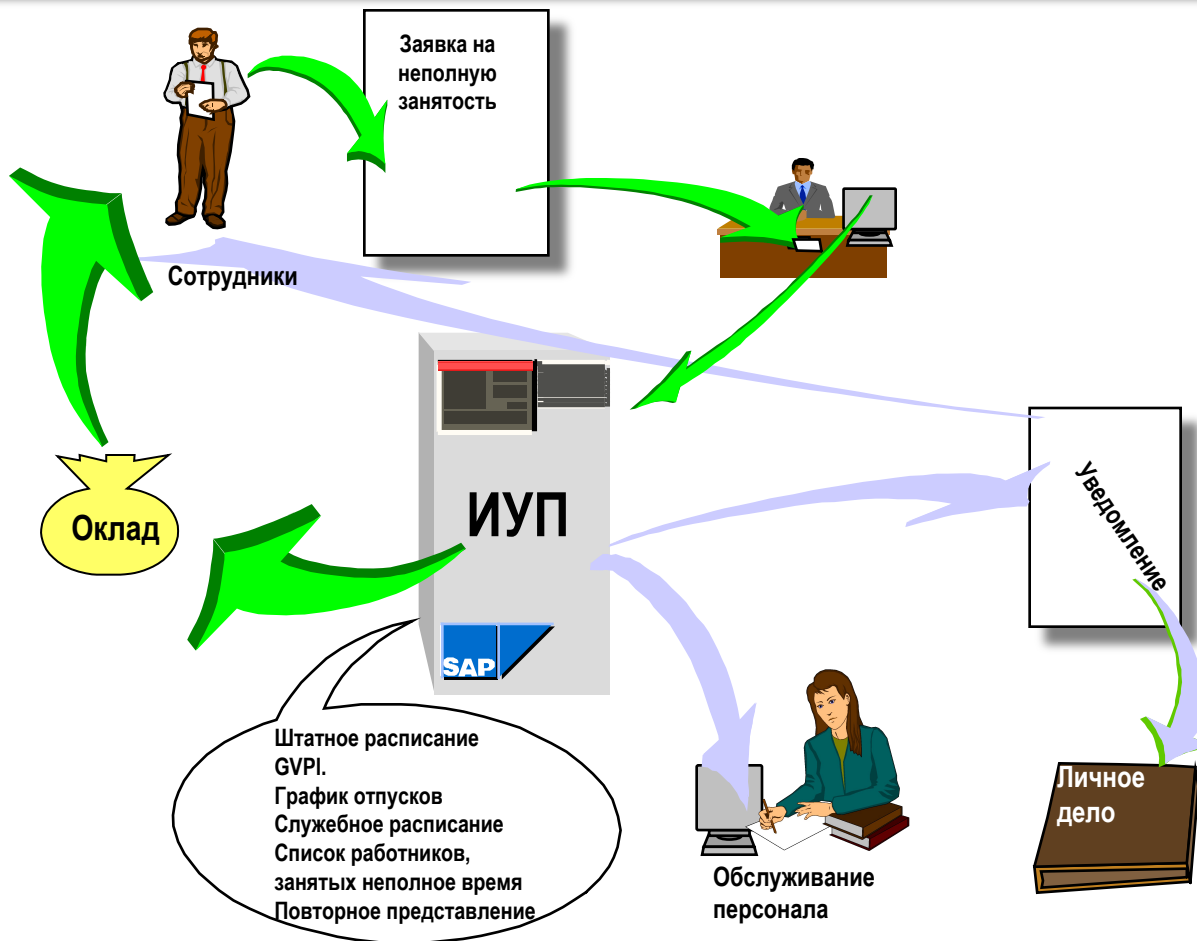 Заявка на
неполную
занятость
Сотрудники
Оклад
ИУП
SAP
Уведомление
Штатное расписание
GVPI.
График отпусков
Служебное расписание
Список работников,
занятых неполное время
Повторное представление
Обслуживание
персонала
Личное
дело